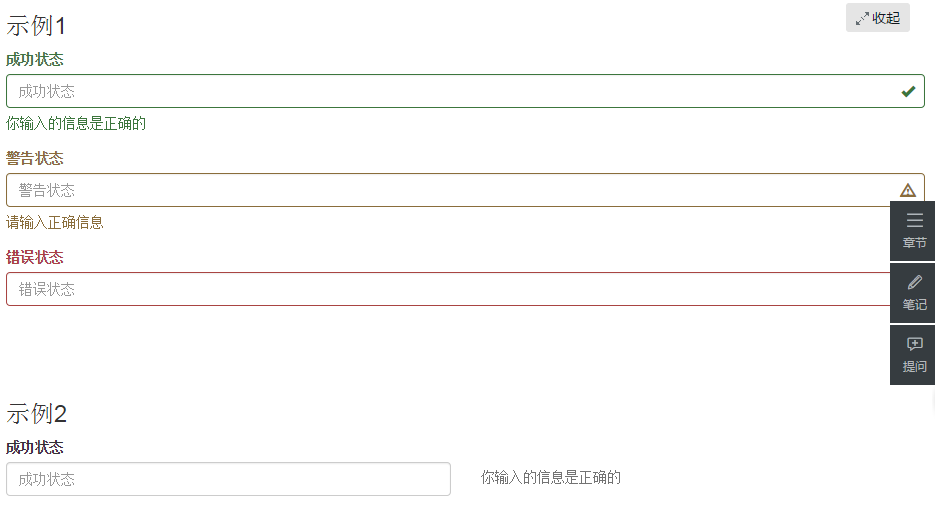 示例1
收起
成功状态
成功状态
你输入的信息是正确的
警告状态
警告状态
请输入正确信息
章节
错误状态
错误状态
笔记
提问
示例2
成功状态
成功状态
你输入的信息是正确的